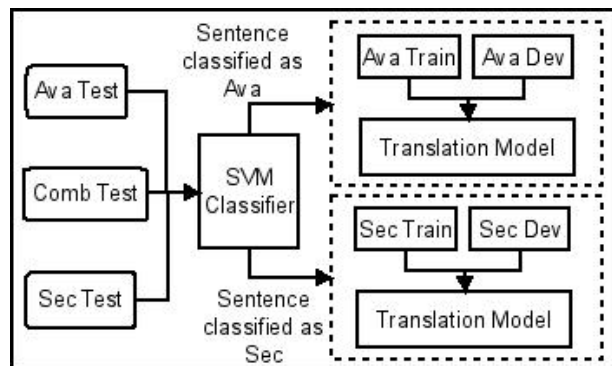 Ava Test
Comb Test
Sec Test
SVM
Classifier
Sentence
classified as
Ava
Sentence
classified as
Sec
Ava Train
Ava Dev
Translation Model
Sec Train
Sec Dev
Translation Model